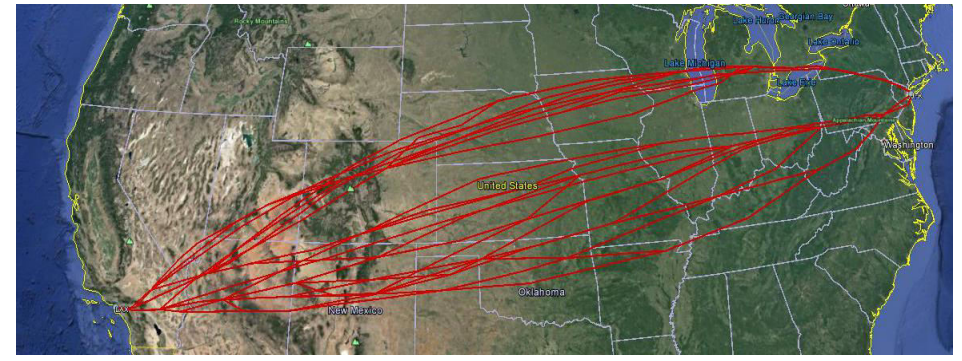 Rocky Mountains
Lake Huron
Georgian Bay
Lake Ontario
Lake Michigan
Lake Erie
Appalachian Mountains
Washington
United States
LAX
New Mexico
Oklahoma